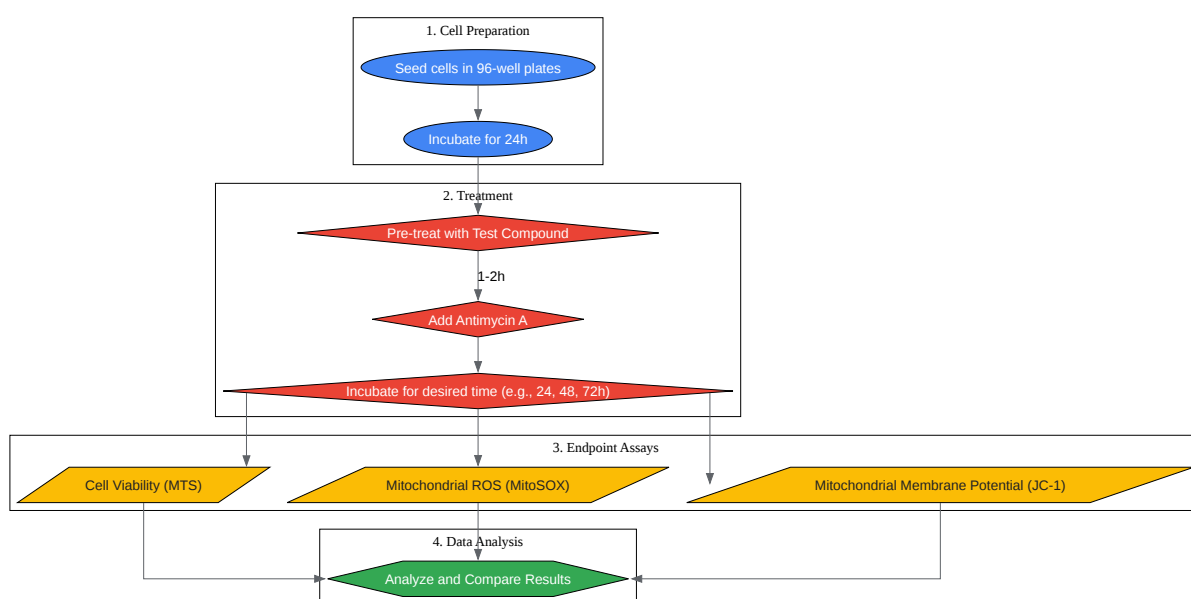 1. Cell Preparation
Seed cells in 96-well plates
Incubate for 24h
2. Treatment
Pre-treat with Test Compound
1-2h
Add Antimycin A
Incubate for desired time (e.g., 24, 48, 72h)
3. Endpoint Assays
Cell Viability (MTS)
Mitochondrial ROS (MitoSOX)
Mitochondrial Membrane Potential (JC-1)
4. Data Analysis
Analyze and Compare Results